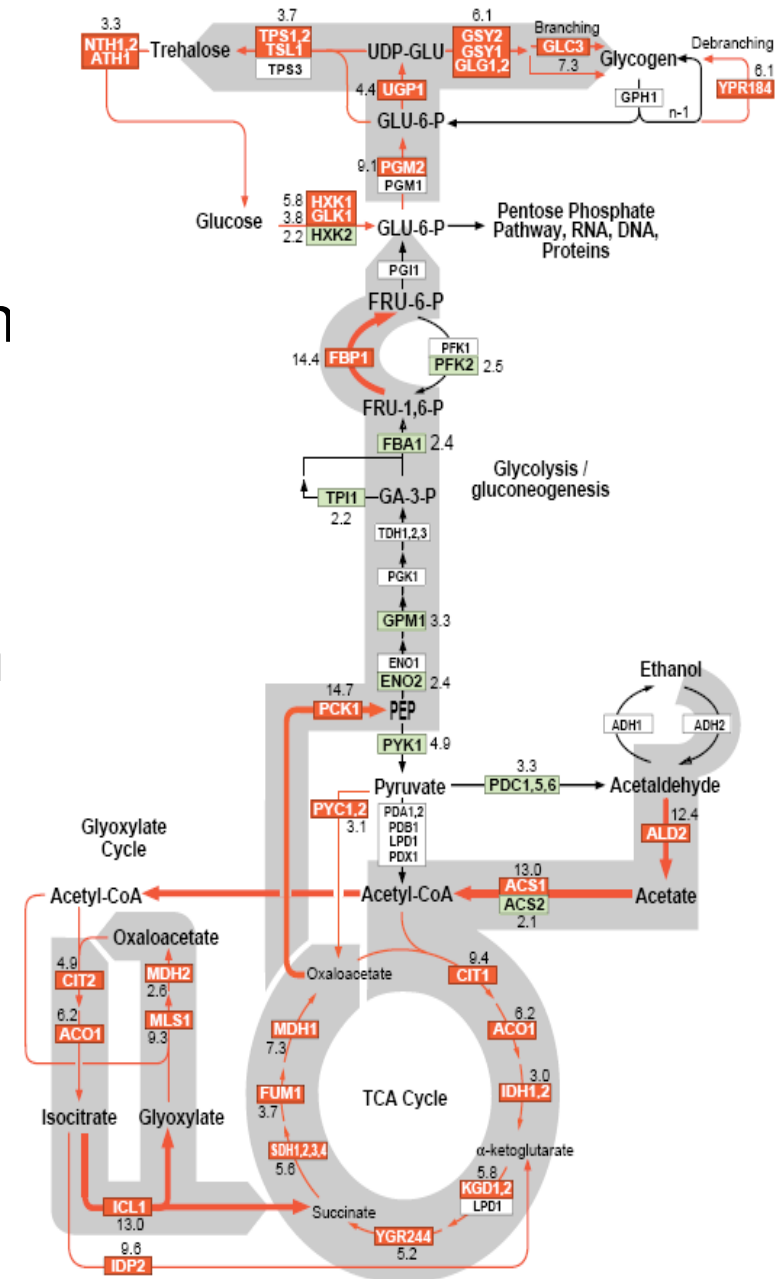 3.3
NTH1,2
ATH1
Trehalose
3.7
TPS1,2
TSL1
TPS3
UDP-GLU
6.1
GSY2
GSY1
GLG1,2
Branching
GLC3
7.3
Glycogen
Debranching
6.1
YPR184
GPH1
n-1
4.4
UGP1
GLU-6-P
9.1
PGM2
PGM1
Glucose
5.8
3.8
2.2
HXK1
GLK1
HXK2
GLU-6-P
Pentose Phosphate
Pathway, RNA, DNA,
Proteins
PGI1
n
FRU-6-P
14.4
FBP1
PFK1
PFK2
2.5
FRU-1,6-P
FBA1
2.4
Glycolysis /
gluconeogenesis
TPI1
2.2
GA-3-P
TDH1,2,3
PGK1
GPM1
3.3
ENO1
ENO2
2.4
14.7
PCK1
PEP
PYK1
4.9
Ethanol
ADH1
ADH2
Pyruvate
3.3
PDC1,5,6
Acetaldehyde
PYC1,2
3.1
PDA1,2
PDB1
LPD1
PDX1
12.4
ALD2
Glyoxylate
Cycle
Acetyl-CoA
Acetyl-CoA
13.0
ACS1
ACS2
2.1
Acetate
Oxaloacetate
4.9
CIT2
MDH2
2.6
6.2
ACO1
MLS1
9.3
Isocitrate
Glyoxylate
ICL1
13.0
9.6
IDP2
Oxaloacetate
9.4
CIT1
6.2
ACO1
3.0
IDH1,2
α-ketoglutarate
5.8
KGD1,2
LPD1
YGR244
5.2
Succinate
SDH1,2,3,4
5.6
FUM1
3.7
MDH1
7.3
TCA Cycle